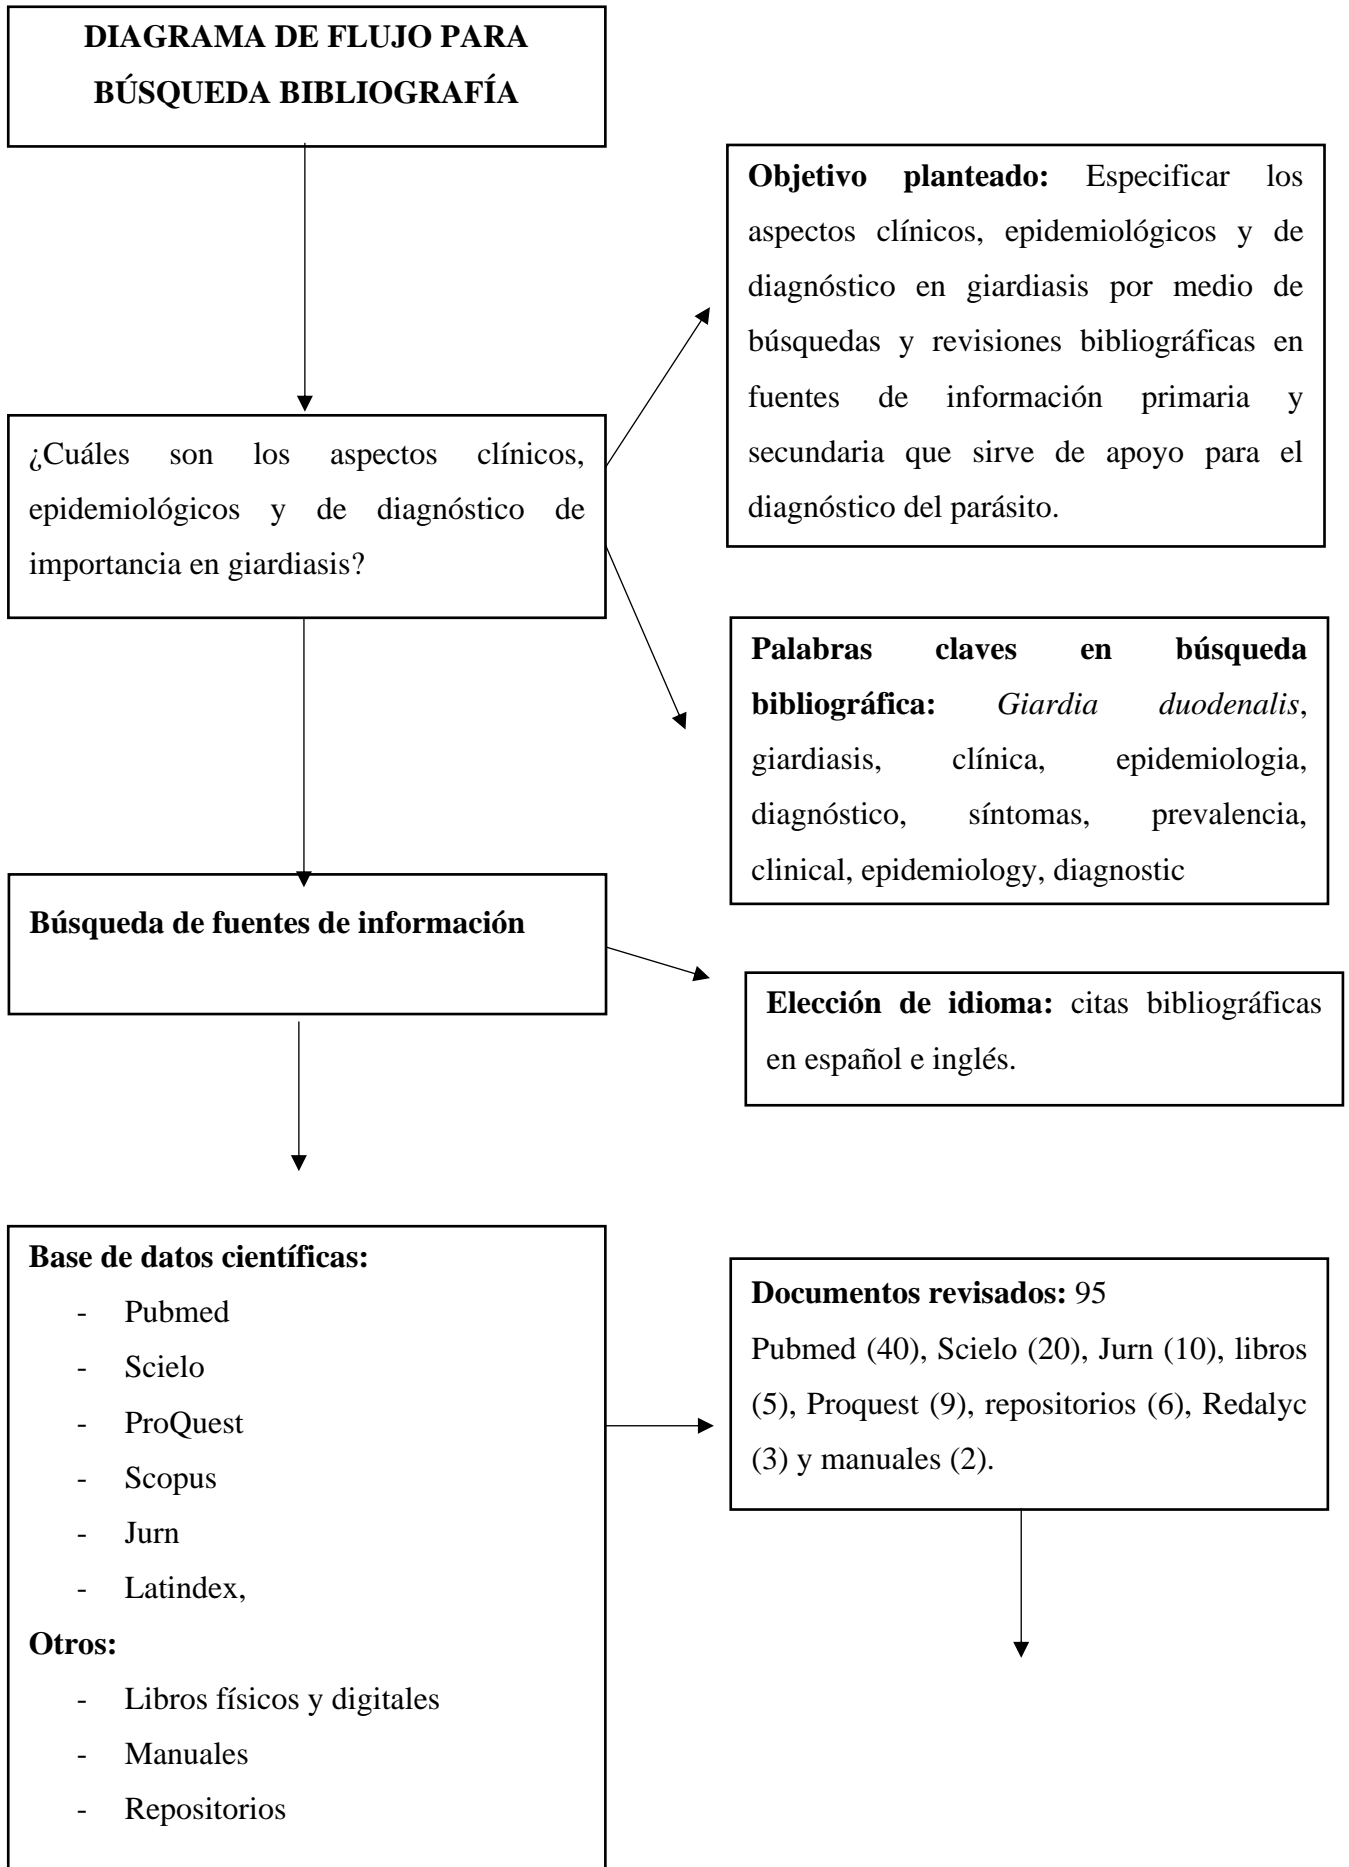 DIAGRAMA DE FLUJO PARA
BÚSQUEDA BIBLIOGRAFÍA
Objetivo planteado: Especificar los
aspectos clínicos, epidemiológicos y de
diagnóstico en giardiasis por medio de
búsquedas y revisiones bibliográficas en
fuentes de información primaria y
secundaria que sirve de apoyo para el
diagnóstico del parásito.
¿Cuáles son los aspectos clínicos,
epidemiológicos y de diagnóstico de
importancia en giardiasis?
Palabras claves en búsqueda
bibliográfica: Giardia duodenalis,
giardiasis, clínica, epidemiologia,
diagnóstico, síntomas, prevalencia,
clinical, epidemiology, diagnostic
Búsqueda de fuentes de información
Elección de idioma: citas bibliográficas
en español e inglés.
Base de datos científicas:
- Pubmed
- Scielo
- ProQuest
- Scopus
- Jurn
- Latindex,
Otros:
- Libros físicos y digitales
- Manuales
- Repositorios
Documentos revisados: 95
Pubmed (40), Scielo (20), Jurn (10), libros
(5), Proquest (9), repositorios (6), Redalyc
(3) y manuales (2).